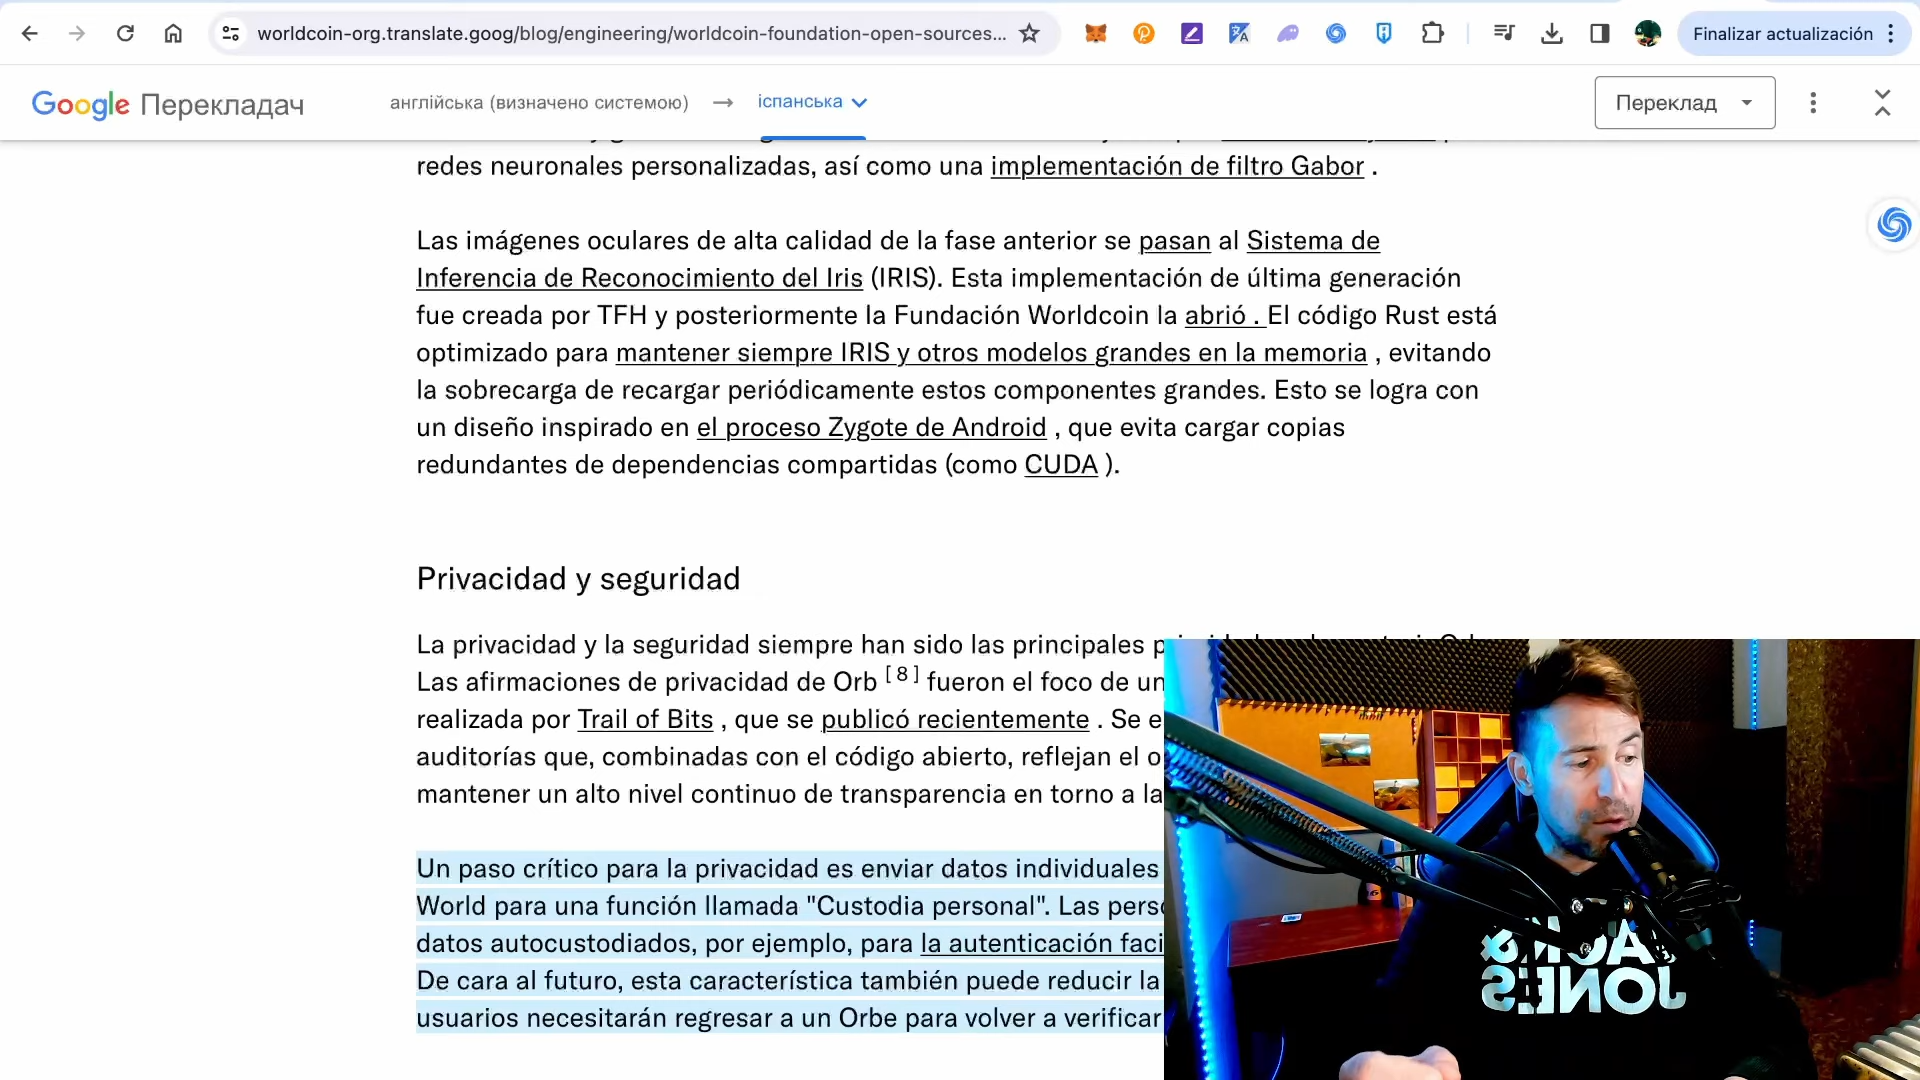 worldcoin-org.translate.goog/blog/engineering/worldcoin-foundation-open-sources...
Finalizar actualización
Google Перекладач
англійська (визначено системою) → іспанська
Переклад
redes neuronales personalizadas, así como una implementación de filtro Gabor .
Las imágenes oculares de alta calidad de la fase anterior se pasan al Sistema de
Inferencia de Reconocimiento del Iris (IRIS). Esta implementación de última generación
fue creada por TFH y posteriormente la Fundación Worldcoin la abrió . El código Rust está
optimizado para mantener siempre IRIS y otros modelos grandes en la memoria , evitando
la sobrecarga de recargar periódicamente estos componentes grandes. Esto se logra con
un diseño inspirado en el proceso Zygote de Android , que evita cargar copias
redundantes de dependencias compartidas (como CUDA ).
Privacidad y seguridad
La privacidad y la seguridad siempre han sido las principales
Las afirmaciones de privacidad de Orb [8] fueron el foco de un
realizada por Trail of Bits , que se publicó recientemente . Se
auditorías que, combinadas con el código abierto, reflejan el
mantener un alto nivel continuo de transparencia en torno a la
Un paso crítico para la privacidad es enviar datos individuales
World para una función llamada "Custodia personal". Las
datos autocustodiados, por ejemplo, para la autenticación
De cara al futuro, esta característica también puede reducir la
usuarios necesitarán regresar a un Orbe para volver a verificar
JACK&
JONES